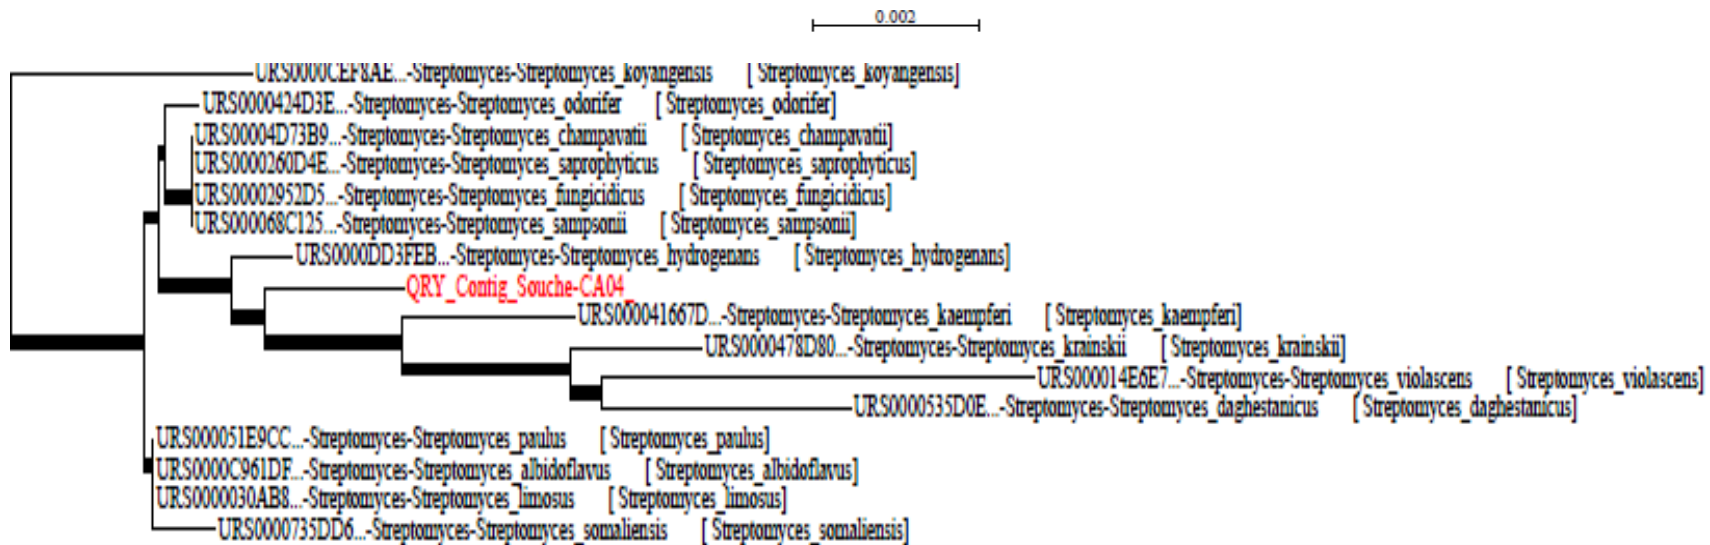 0.002
URS0000CEF8AE...-Streptomyces-Streptomyces_koyangensis [ Streptomyces_koyangensis]
URS0000424D3E...-Streptomyces-Streptomyces_odorifer [ Streptomyces_odorifer]
URS00004D73B9...-Streptomyces-Streptomyces_champavatii [ Streptomyces_champavatii]
URS0000260D4E...-Streptomyces-Streptomyces_saprophyticus [ Streptomyces_saprophyticus]
URS00002952D5...-Streptomyces-Streptomyces_fungicidicus [ Streptomyces_fungicidicus]
URS000068C125...-Streptomyces-Streptomyces_sampsonii [ Streptomyces_sampsonii]
URS0000DD3FEB...-Streptomyces-Streptomyces_hydrogenans [ Streptomyces_hydrogenans]
QRY_Contig_Souche-CA04_
URS000041667D...-Streptomyces-Streptomyces_kaempferi [ Streptomyces_kaempferi]
URS0000478D80...-Streptomyces-Streptomyces_krainskii [ Streptomyces_krainskii]
URS000014E6E7...-Streptomyces-Streptomyces_violascens [ Streptomyces_violascens]
URS0000535D0E...-Streptomyces-Streptomyces_daghestanicus [ Streptomyces_daghestanicus]
URS000051E9CC...-Streptomyces-Streptomyces_paulus [ Streptomyces_paulus]
URS0000C961DF...-Streptomyces-Streptomyces_albidoflavus [ Streptomyces_albidoflavus]
URS0000030AB8...-Streptomyces-Streptomyces_limosus [ Streptomyces_limosus]
URS0000735DD6...-Streptomyces-Streptomyces_somaliensis [ Streptomyces_somaliensis]